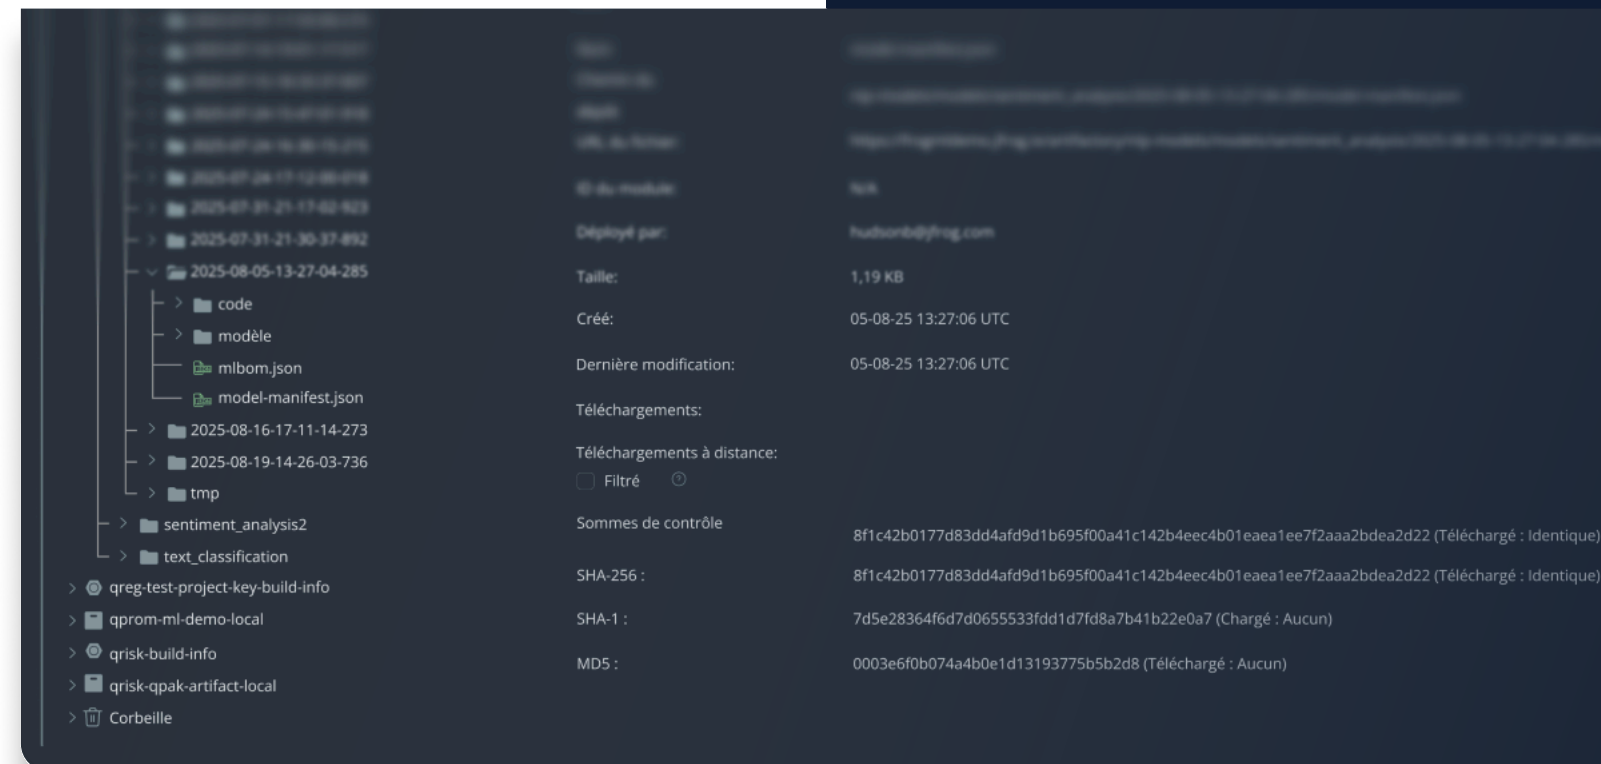 2025-07-24-17-12-00-018
2025-07-31-21-17-02-923
2025-07-31-21-30-37-892
2025-08-05-13-27-04-285
code
modèle
mlbom.json
model-manifest.json
2025-08-16-17-11-14-273
2025-08-19-14-26-03-736
tmp
sentiment_analysis2
text_classification
qreg-test-project-key-build-info
qprom-ml-demo-local
qrisk-build-info
qrisk-qpak-artifact-local
Corbeille
URL du fichier:
ID du module: N/A
Déployé par: hudsonb@jfrog.com
Taille: 1,19 KB
Créé: 05-08-25 13:27:06 UTC
Dernière modification: 05-08-25 13:27:06 UTC
Téléchargements:
Téléchargements à distance:
Filtré
Sommes de contrôle
8f1c42b0177d83dd4afd9d1b695f00a41c142b4eec4b01eaea1ee7f2aaa2bdea2d22 (Téléchargé : Identique)
SHA-256 : 8f1c42b0177d83dd4afd9d1b695f00a41c142b4eec4b01eaea1ee7f2aaa2bdea2d22 (Téléchargé : Identique)
SHA-1 : 7d5e28364f6d7d0655533fdd1d7fd8a7b41b22e0a7 (Chargé : Aucun)
MD5 : 0003e6f0b074a4b0e1d13193775b5b2d8 (Téléchargé : Aucun)